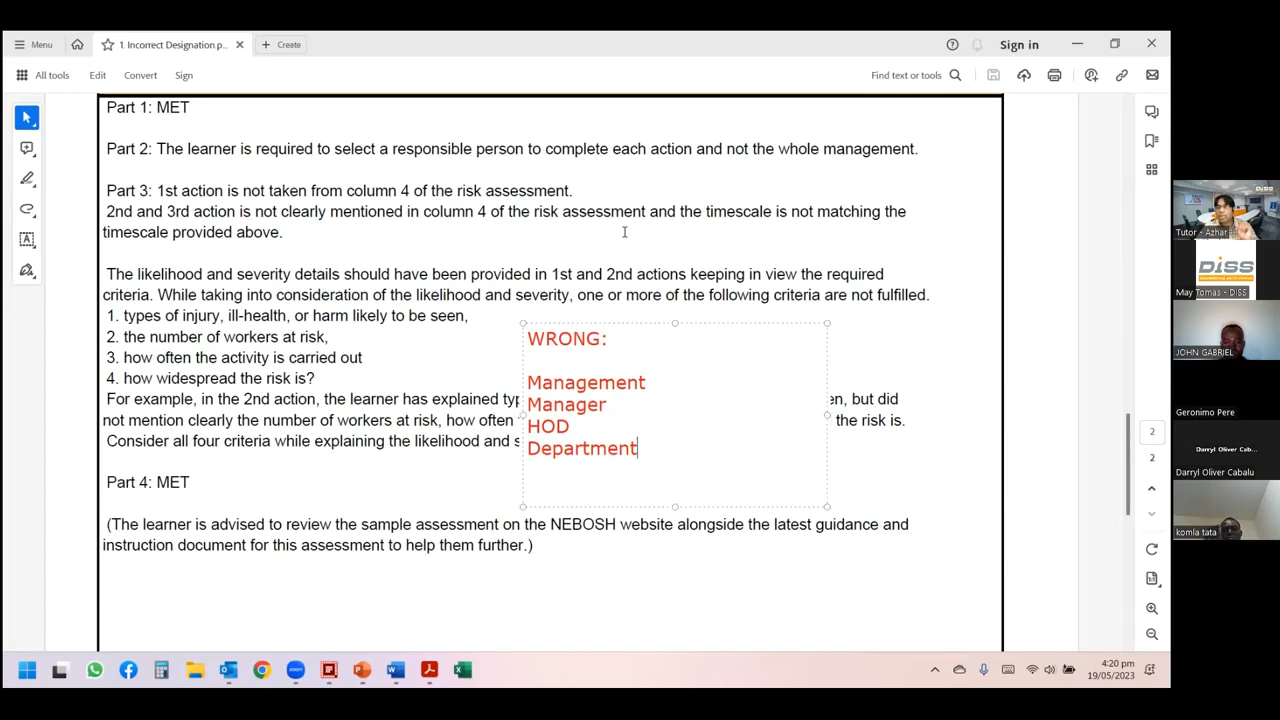 Menu
1. Incorrect Designation.p...
Create
Sign in
All tools
Edit
Convert
Sign
Find text or tools
Part 1: MET
Part 2: The learner is required to select a responsible person to complete each action and not the whole management.
Part 3: 1st action is not taken from column 4 of the risk assessment.
2nd and 3rd action is not clearly mentioned in column 4 of the risk assessment and the timescale is not matching the
timescale provided above.
The likelihood and severity details should have been provided in 1st and 2nd actions keeping in view the required
criteria. While taking into consideration of the likelihood and severity, one or more of the following criteria are not fulfilled.
1. types of injury, ill-health, or harm likely to be seen,
2. the number of workers at risk,
3. how often the activity is carried out
4. how widespread the risk is?
For example, in the 2nd action, the learner has explained typ
en, but did
not mention clearly the number of workers at risk, how often
the risk is.
Consider all four criteria while explaining the likelihood and s
WRONG:
Management
Manager
HOD
Department
Part 4: MET
(The learner is advised to review the sample assessment on the NEBOSH website alongside the latest guidance and
instruction document for this assessment to help them further.)
2
2
DISS
Tutor - Azhar
DISS
May Tomas - DISS
JOHN GABRIEL
Geronimo Pere
Darryl Oliver Cab...
Darryl Oliver Cabalu
komla tata
4:20 pm
19/05/2023